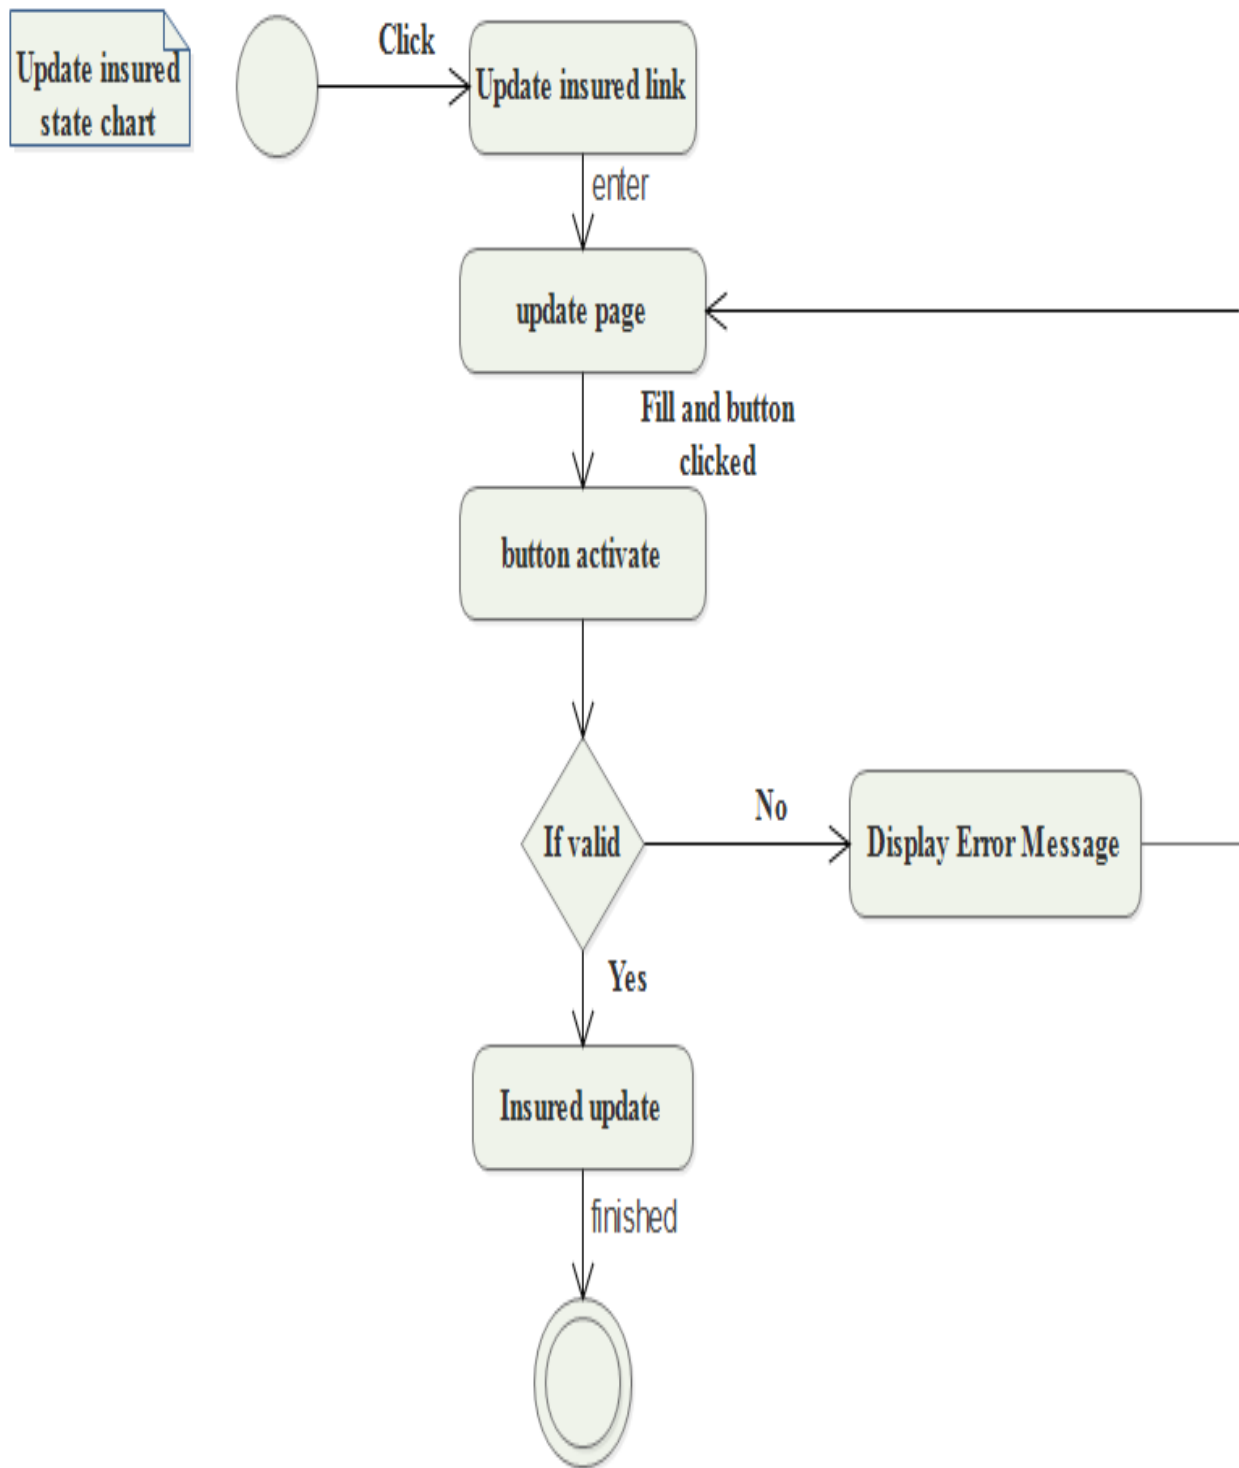 Update insured
state chart
Click
Update insured link
enter
update page
Fill and button
clicked
button activate
If valid
No
Display Error Message
Yes
Insured update
finished